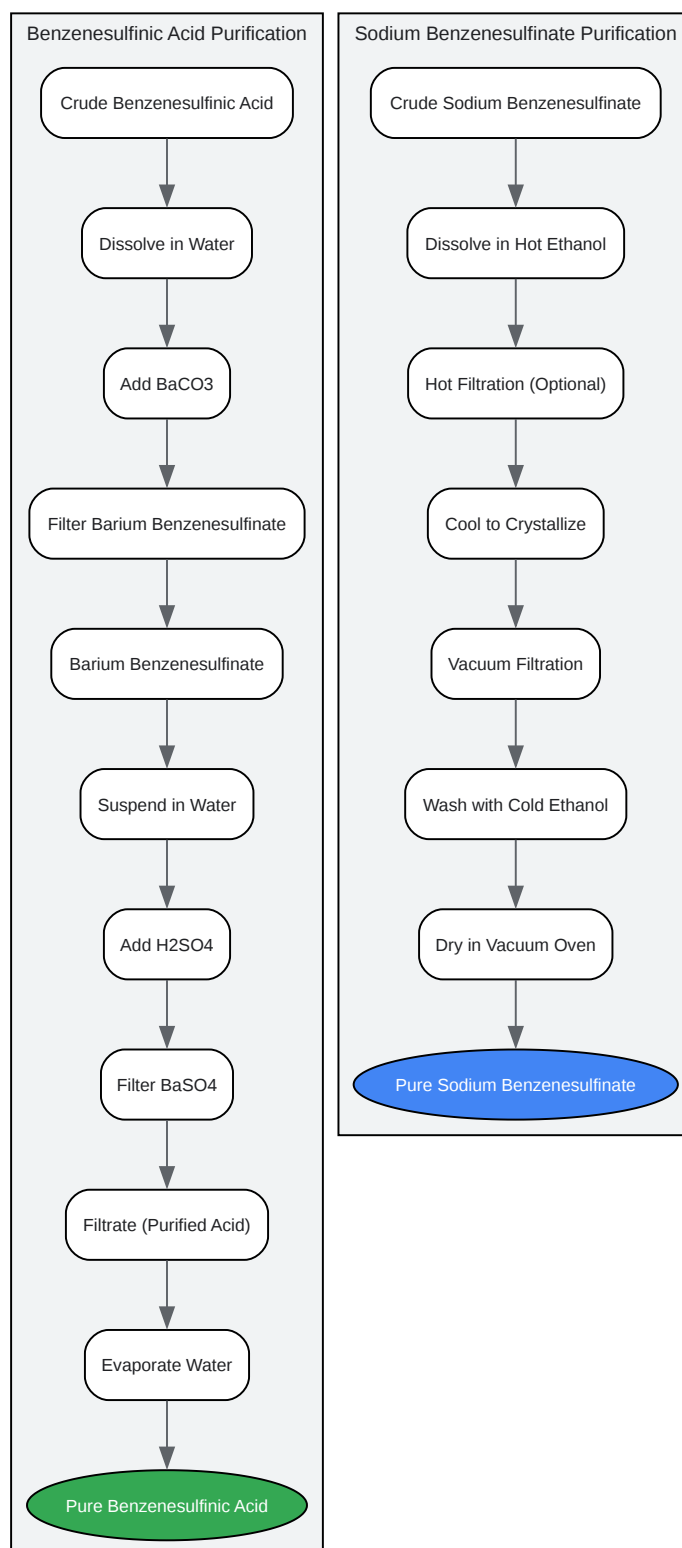 Benzenesulfinic Acid Purification
Crude Benzenesulfinic Acid
Dissolve in Water
Add BaCO3
Filter Barium Benzenesulfinate
Barium Benzenesulfinate
Suspend in Water
Add H2SO4
Filter BaSO4
Filtrate (Purified Acid)
Evaporate Water
Pure Benzenesulfinic Acid
Sodium Benzenesulfinate Purification
Crude Sodium Benzenesulfinate
Dissolve in Hot Ethanol
Hot Filtration (Optional)
Cool to Crystallize
Vacuum Filtration
Wash with Cold Ethanol
Dry in Vacuum Oven
Pure Sodium Benzenesulfinate